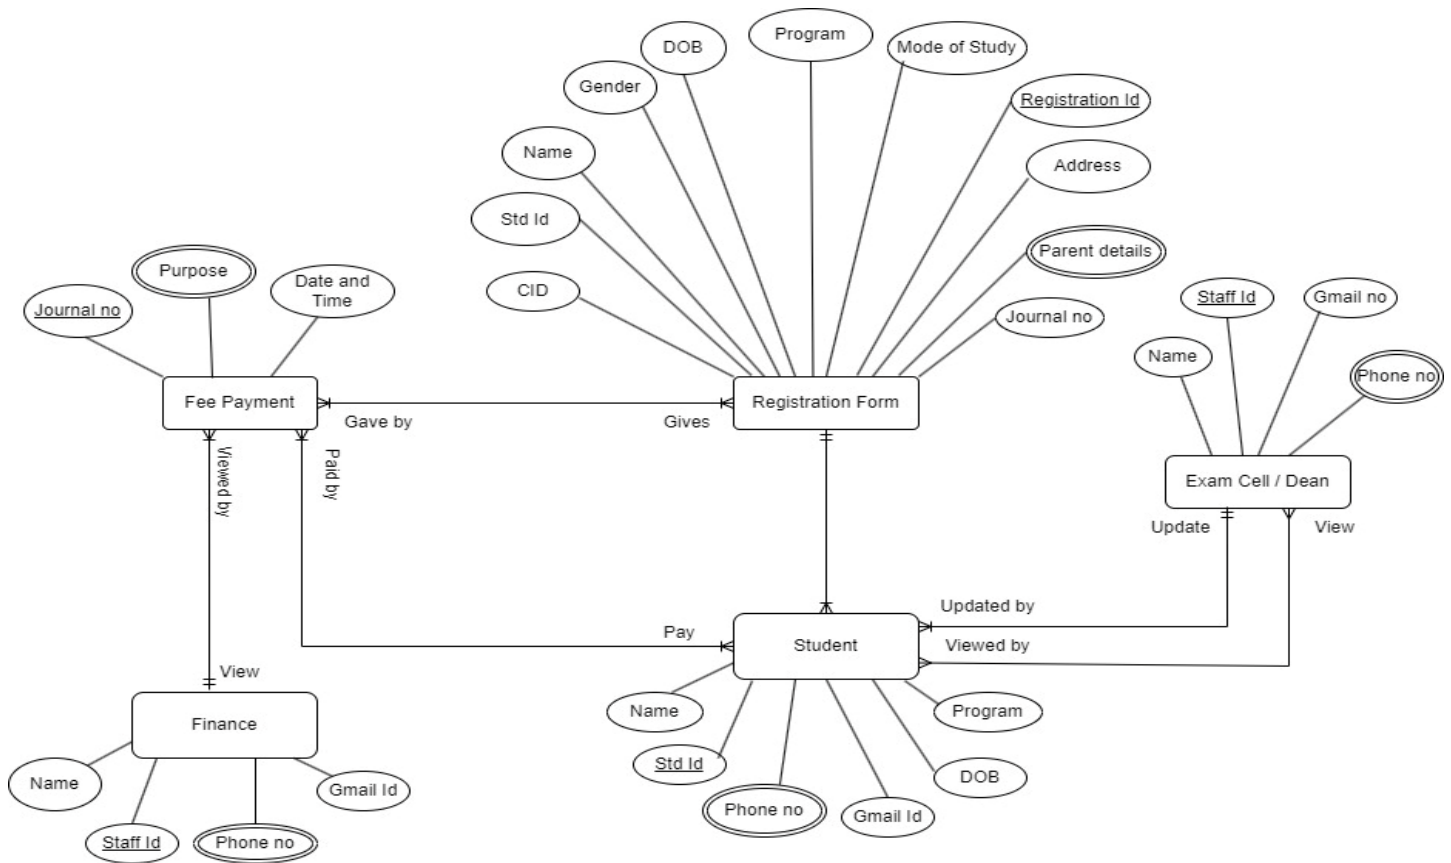 Program
DOB
Mode of Study
Gender
Registration Id
Name
Address
Std Id
Parent details
Purpose
Date and
Time
CID
Staff Id
Gmail no
Journal no
Journal no
Name
Phone no
Fee Payment
Registration Form
Gave by
Gives
Viewed by
Paid by
Exam Cell / Dean
Update
View
Updated by
Pay
Viewed by
Student
View
Finance
Name
Program
Name
Gmail Id
Std Id
DOB
Staff Id
Phone no
Phone no
Gmail Id